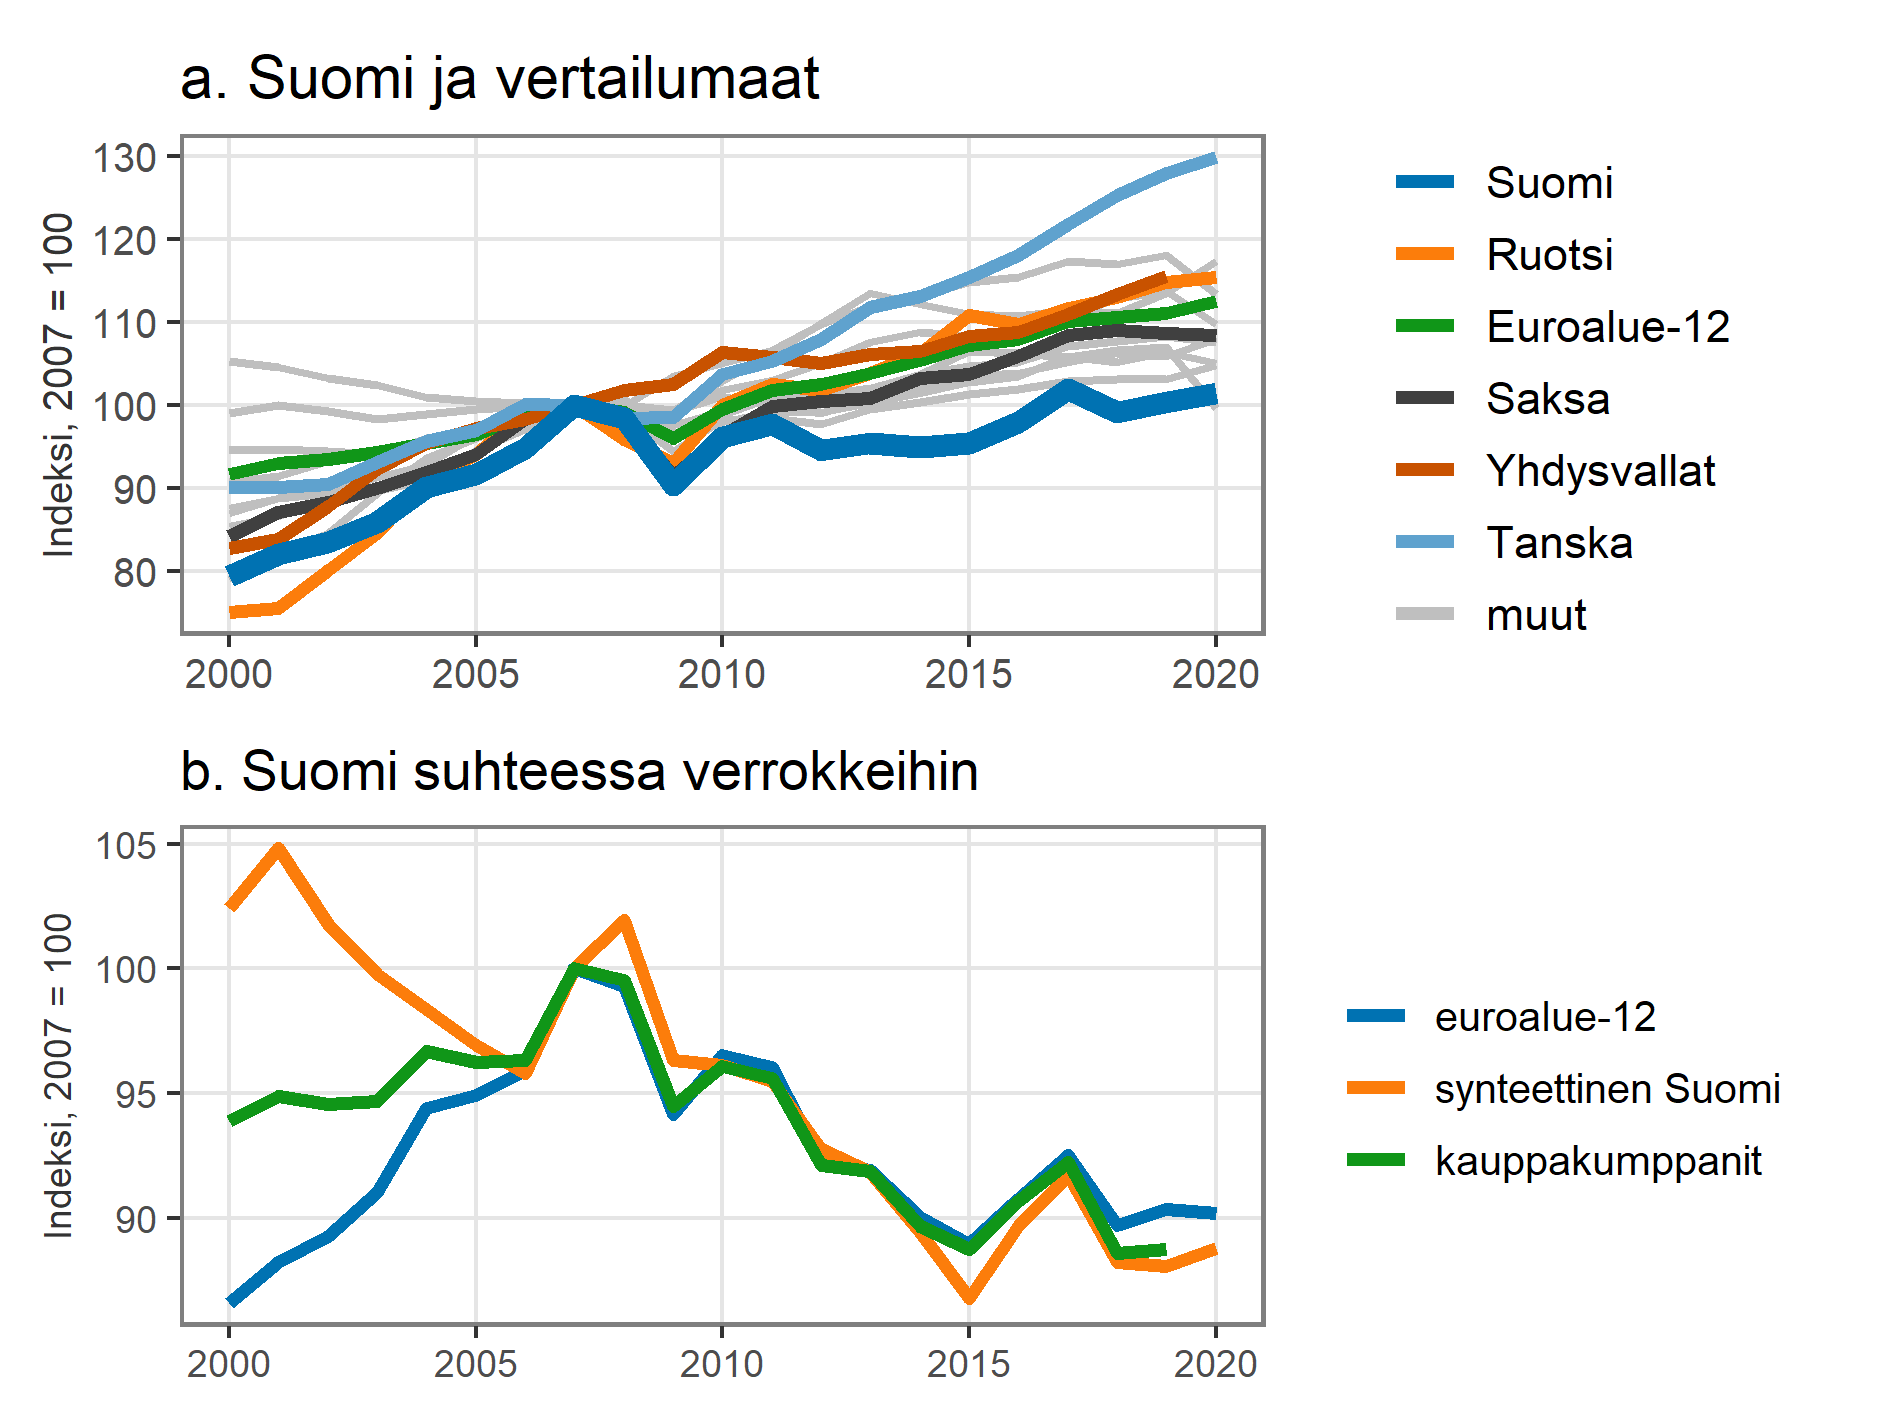 a. Suomi ja vertailumaat
Indeksi, 2007 = 100
130
120
110
100
90
80
2000 2005 2010 2015 2020
Suomi
Ruotsi
Euroalue-12
Saksa
Yhdysvallat
Tanska
muut
b. Suomi suhteessa verrokkeihin
Indeksi, 2007 = 100
105
100
95
90
2000 2005 2010 2015 2020
euroalue-12
synteettinen Suomi
kauppakumppanit